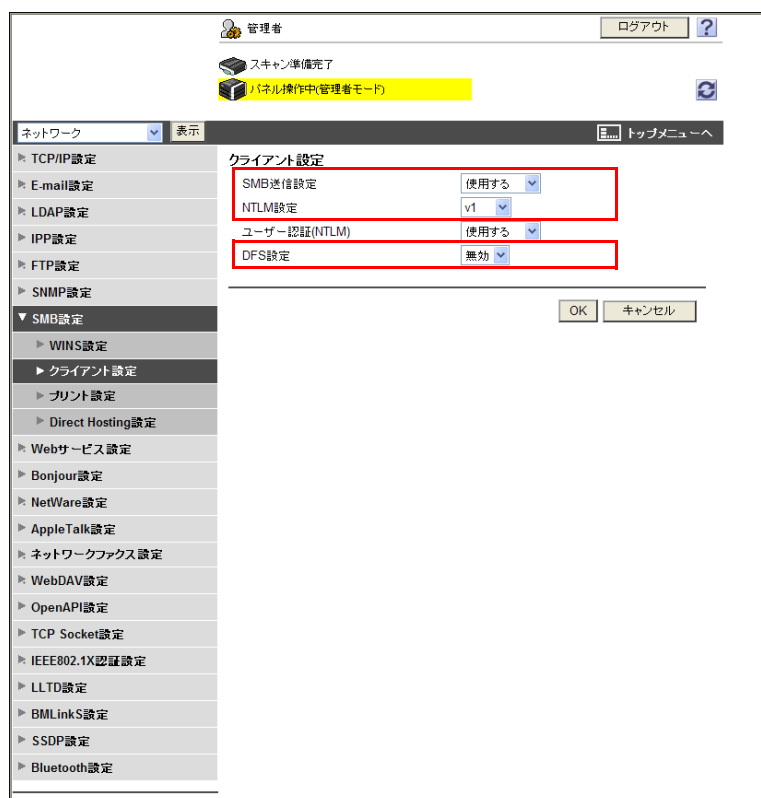 管理者
ログアウト
?
スキャン準備完了
パネル操作中(管理者モード)
ネットワーク
表示
トップメニューへ
TCP/IP設定
E-mail設定
LDAP設定
IPP設定
FTP設定
SNMP設定
SMB設定
WINS設定
クライアント設定
プリント設定
Direct Hosting設定
Webサービス設定
Bonjour設定
NetWare設定
AppleTalk設定
ネットワークファクス設定
WebDAV設定
OpenAPI設定
TCP Socket設定
IEEE802.1X認証設定
LLTD設定
BMLinkS設定
SSDP設定
Bluetooth設定
クライアント設定
SMB送信設定 使用する
NTLM設定 v1
ユーザー認証(NTLM) 使用する
DFS設定 無効
OK キャンセル